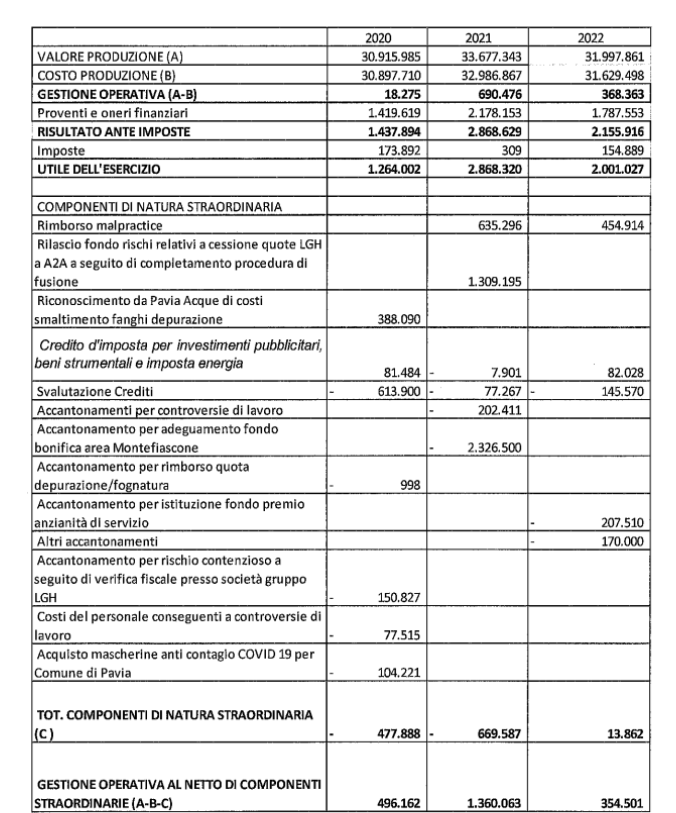 2020 2021 2022
VALORE PRODUZIONE (A) 30.915.985 33.677.343 31.997.861
COSTO PRODUZIONE (B) 30.897.710 32.986.867 31.629.498
GESTIONE OPERATIVA (A-B) 18.275 690.476 368.363
Proventi e oneri finanziari 1.419.619 2.178.153 1.787.553
RISULTATO ANTE IMPOSTE 1.437.894 2.868.629 2.155.916
Imposte 173.892 309 154.889
UTILE DELL'ESERCIZIO 1.264.002 2.868.320 2.001.027
COMPONENTI DI NATURA STRAORDINARIA
Rimborso malpractice 635.296 454.914
Rilascio fondo rischi relativi a cessione quote LGH
a A2A a seguito di completamento procedura di
fusione 1.309.195
Riconoscimento da Pavia Acque di costi
smaltimento fanghi depurazione 388.090
Credito d'imposta per investimenti pubblicitari,
beni strumentali e imposta energia
81.484 - 7.901 82.028
Svalutazione Crediti - 613.900 - 77.267 - 145.570
Accantonamenti per controversie di lavoro - 202.411
Accantonamento per adeguamento fondo
bonifica area Montefiascone - 2.326.500
Accantonamento per rimborso quota
depurazione/fognatura - 998
Accantonamento per istituzione fondo premio
anzianità di servizio - 207.510
Altri accantonamenti - 170.000
Accantonamento per rischio contenzioso a
seguito di verifica fiscale presso società gruppo
LGH - 150.827
Costi del personale conseguenti a controversie di
lavoro - 77.515
Acquisto mascherine anti contagio COVID 19 per
Comune di Pavia - 104.221
TOT. COMPONENTI DI NATURA STRAORDINARIA
(C) - 477.888 - 669.587 13.862
GESTIONE OPERATIVA AL NETTO DI COMPONENTI
STRAORDINARIE (A-B-C) 496.162 1.360.063 354.501